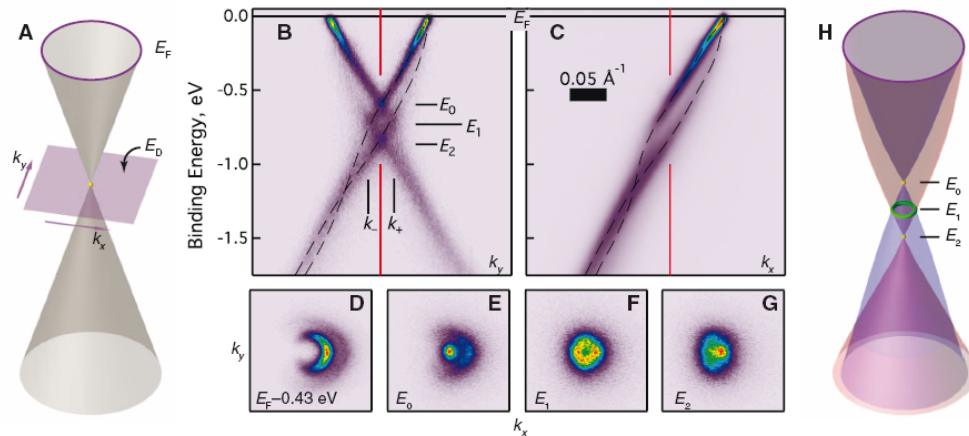 A
E_F
k_y
E_D
k_x
Binding Energy, eV
0.0
-0.5
-1.0
-1.5
B
E_F
E_0
E_1
E_2
k_-
k_+
k_y
C
0.05 Å⁻¹
k_x
D
E_F−0.43 eV
E
E_0
F
E_1
G
E_2
k_y
k_x
H
E_0
E_1
E_2